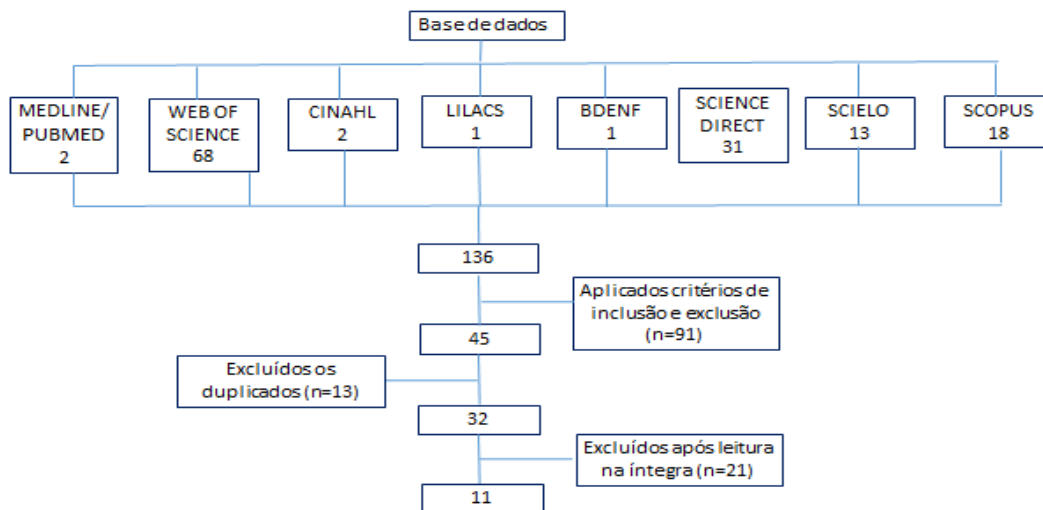 Base de dados
MEDLINE/
PUBMED
2
WEB OF
SCIENCE
68
CINAHL
2
LILACS
1
BDENF
1
SCIENCE
DIRECT
31
SCIELO
13
SCOPUS
18
136
Aplicados critérios de
inclusão e exclusão
(n=91)
45
Excluídos os
duplicados (n=13)
32
Excluídos após leitura
na íntegra (n=21)
11